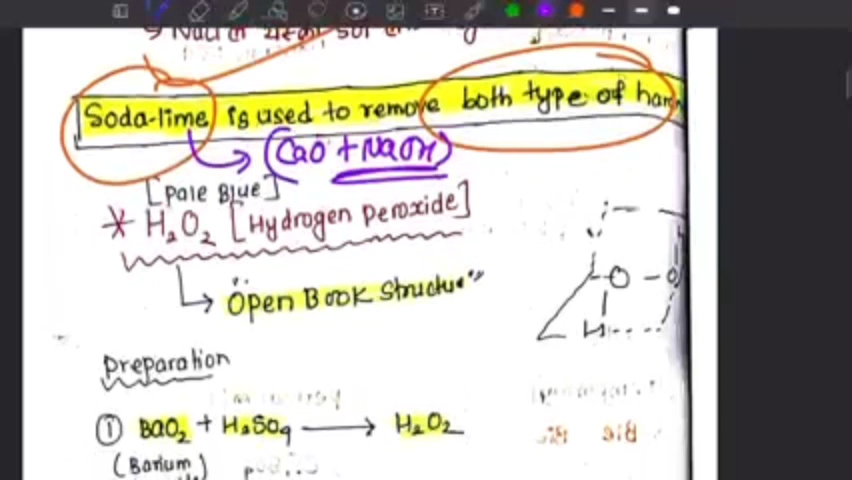 Soda-lime is used to remove both type of
(CaO + NaOH)
[Pale Blue]
* H₂O₂ [Hydrogen Peroxide]
"Open Book Structure"
O - O
H
Preparation
① BaO₂ + H₂SO₄ ⟶ H₂O₂
(Barium